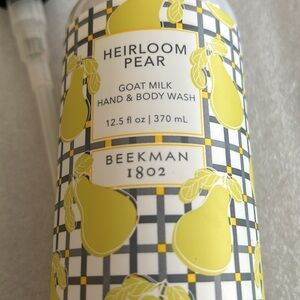 HEIRLOOM
PEAR
GOAT MILK
HAND & BODY WASH
12.5 fl oz | 370 mL
BEEKMAN
1802